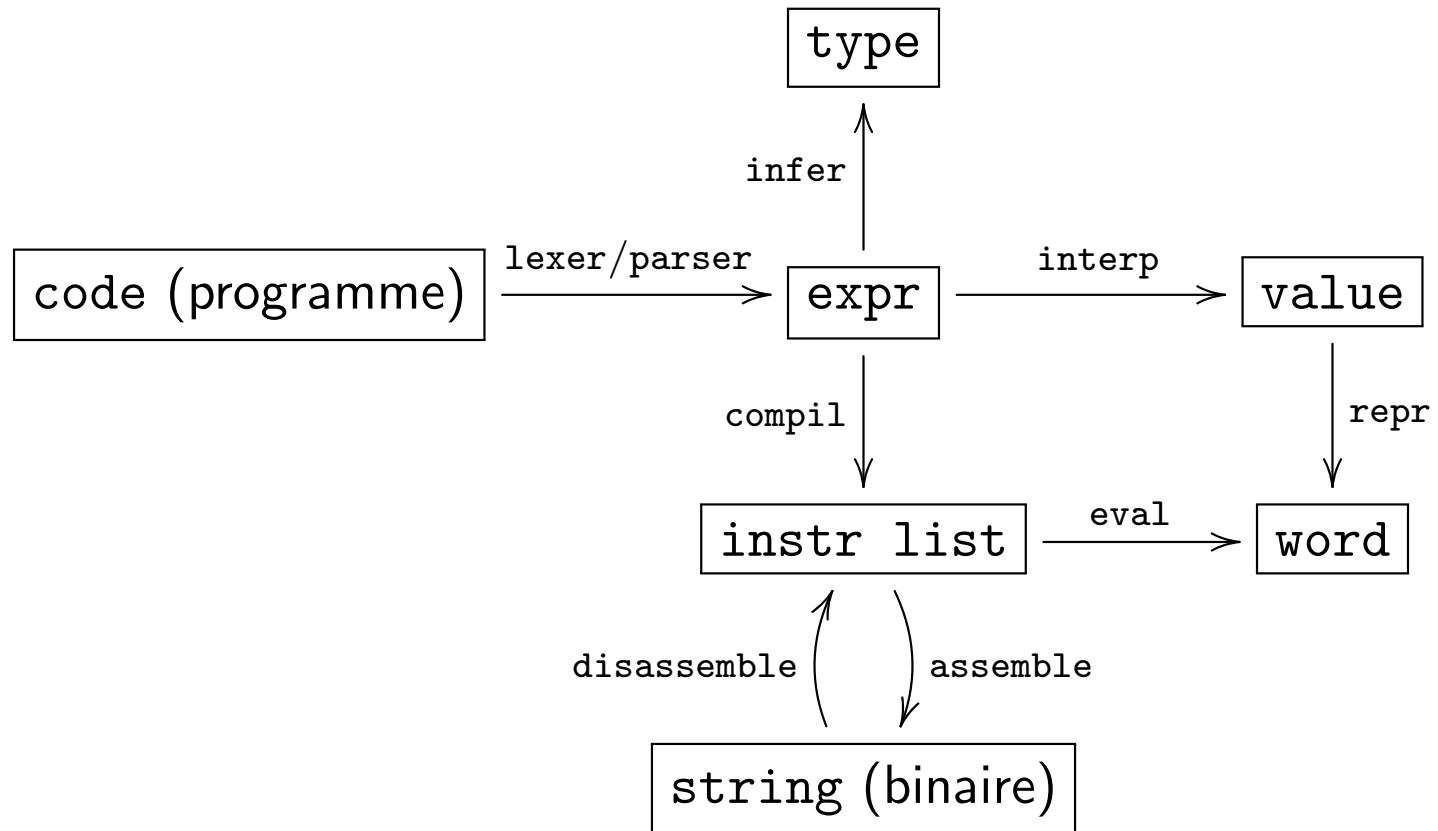 type
infer
code (programme)
lexer/parser
expr
interp
value
compil
repr
instr list
eval
word
disassemble
assemble
string (binaire)